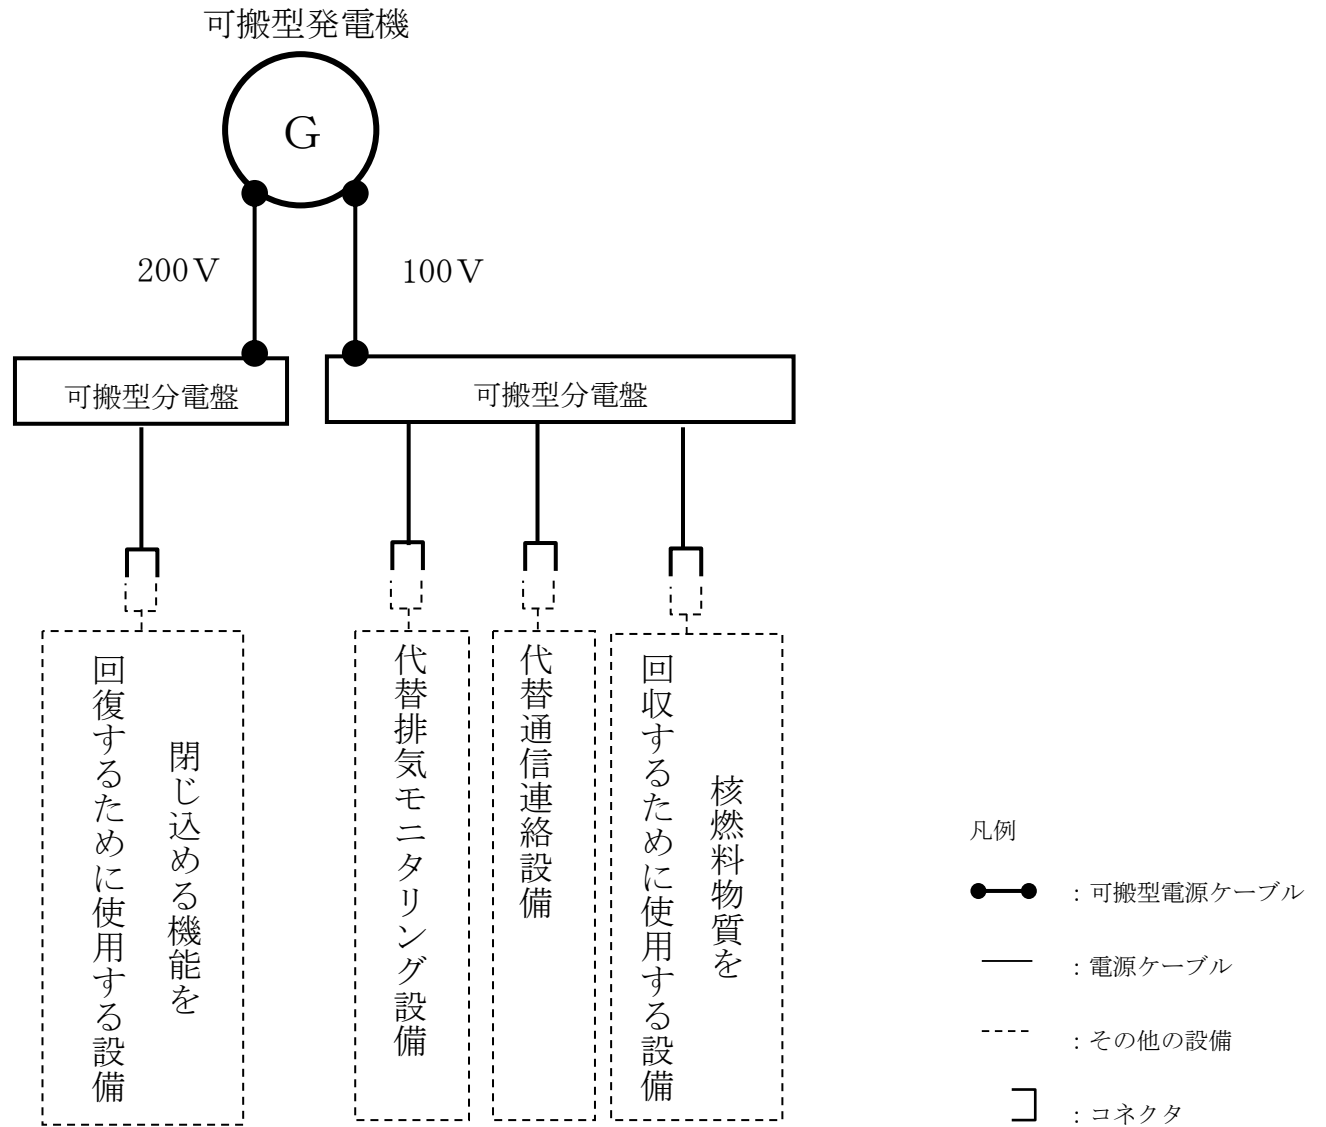 可搬型発電機
G
200V
100V
可搬型分電盤
可搬型分電盤
閉じ込める機能を
回復するために使用する設備
代替排気モニタリング設備
代替通信連絡設備
核燃料物質を
回収するために使用する設備
凡例
：可搬型電源ケーブル
：電源ケーブル
：その他の設備
：コネクタ